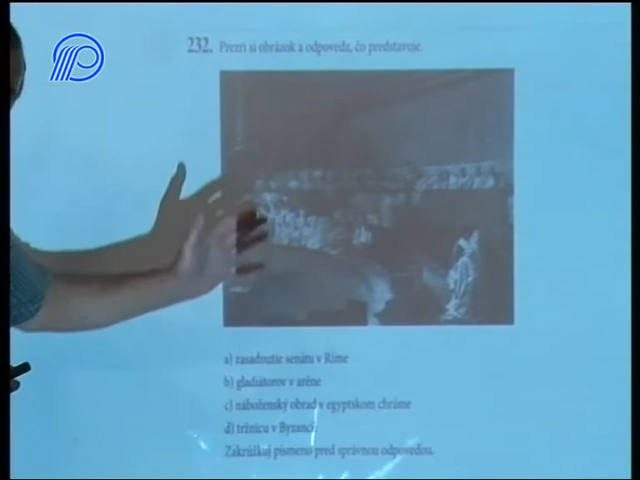 232. Prezri si obrázok a odpovedz, čo predstavuje.
a) zasadnutie senátu v Ríme
b) gladiátorov v aréne
c) náboženský obrad v egyptskom chráme
d) tržnicu v Byzancii
Zakrúžkuj písmeno pred správnou odpoveďou.